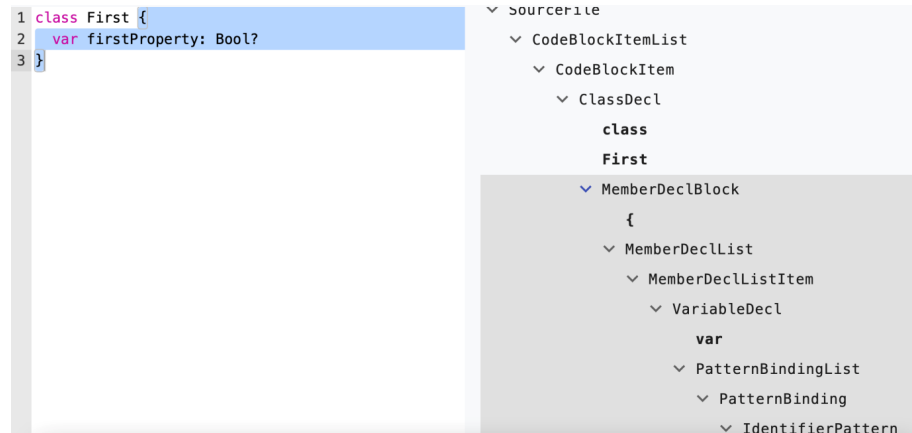 1 class First {
2 var firstProperty: Bool?
3 }
SourceFile
CodeBlockItemList
CodeBlockItem
ClassDecl
class
First
MemberDeclBlock
{
MemberDeclList
MemberDeclListItem
VariableDecl
var
PatternBindingList
PatternBinding
IdentifierPattern